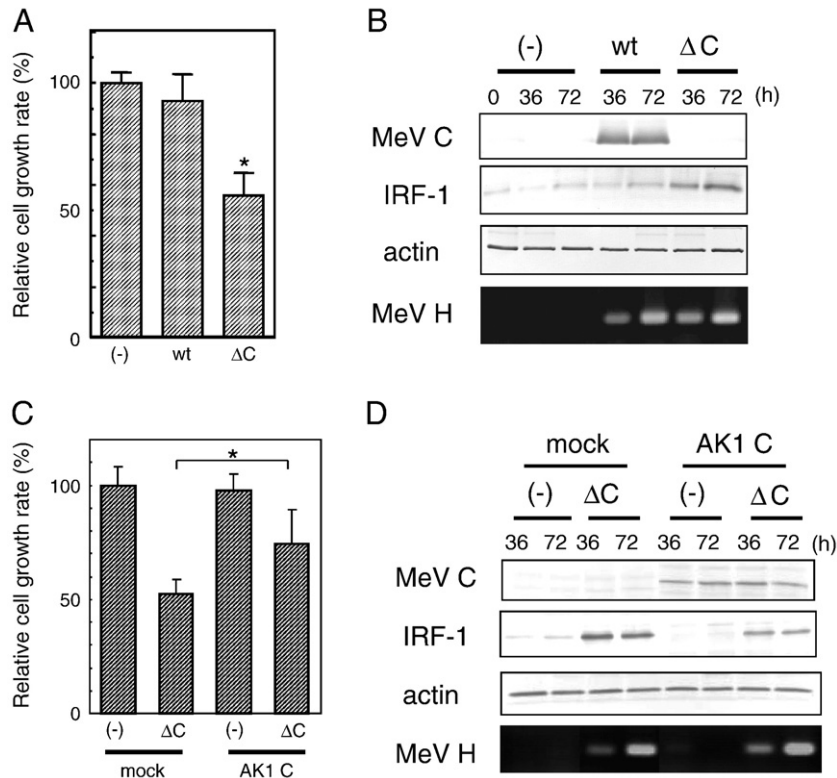 A
Relative cell growth rate (%)
100
50
0
*
(-) wt ΔC
B
(-) wt ΔC
0 36 72 36 72 36 72 (h)
MeV C
IRF-1
actin
MeV H
C
Relative cell growth rate (%)
100
50
0
*
(-) ΔC (-) ΔC
mock AK1 C
D
mock AK1 C
(-) ΔC (-) ΔC
36 72 36 72 36 72 36 72 (h)
MeV C
IRF-1
actin
MeV H